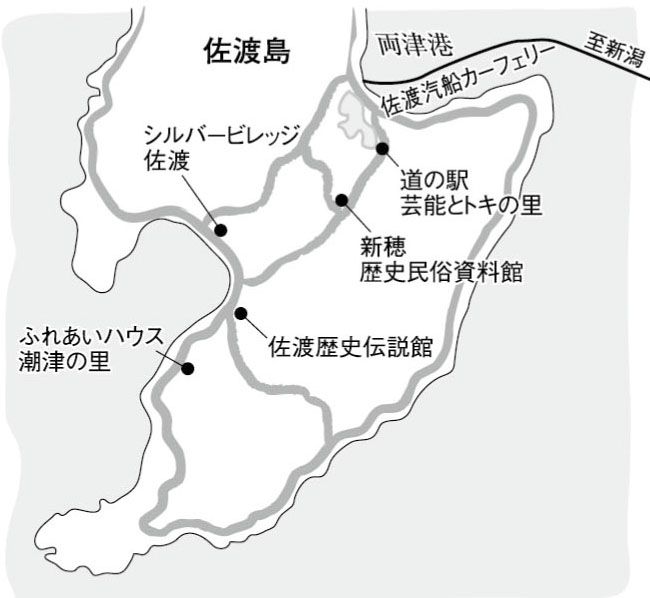 佐渡島
両津港
至新潟
佐渡汽船カーフェリー
シルバービレッジ
佐渡
道の駅
芸能とトキの里
新穂
歴史民俗資料館
佐渡歴史伝説館
ふれあいハウス
潮津の里